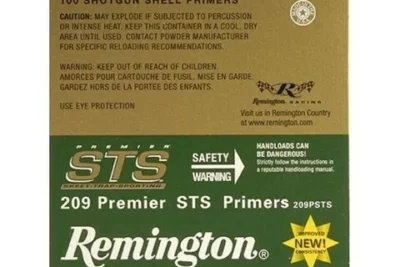 100 SHOTGUN SHELL PRIMERS
CAUTION: MAY EXPLODE IF SUBJECTED TO PERCUSSION
OR INTENSE HEAT: KEEP THIS CONTAINER IN A COOL, DRY
AREA UNTIL USED. CONTACT POWDER MANUFACTURER
FOR SPECIFIC RELOADING RECOMMENDATIONS.
WARNING: KEEP OUT OF REACH OF CHILDREN.
AMORCES POUR CARTOUCHE DE FUSIL. MISE EN GARDE:
GARDEZ HORS DE LA PORTEE DES ENFANTS.
USE EYE PROTECTION
Remington
RACING
Visit us in Remington Country
at www.remington.com.
PREMIER
STS
SKEET-TRAP-SPORTING
SAFETY
WARNING
HANDLOADS CAN
BE DANGEROUS!
Strictly follow the instructions in
a reputable handloading manual.
209 Premier STS Primers 209PSTS
Remington®
IMPROVED
NEW!
CONSISTENCY